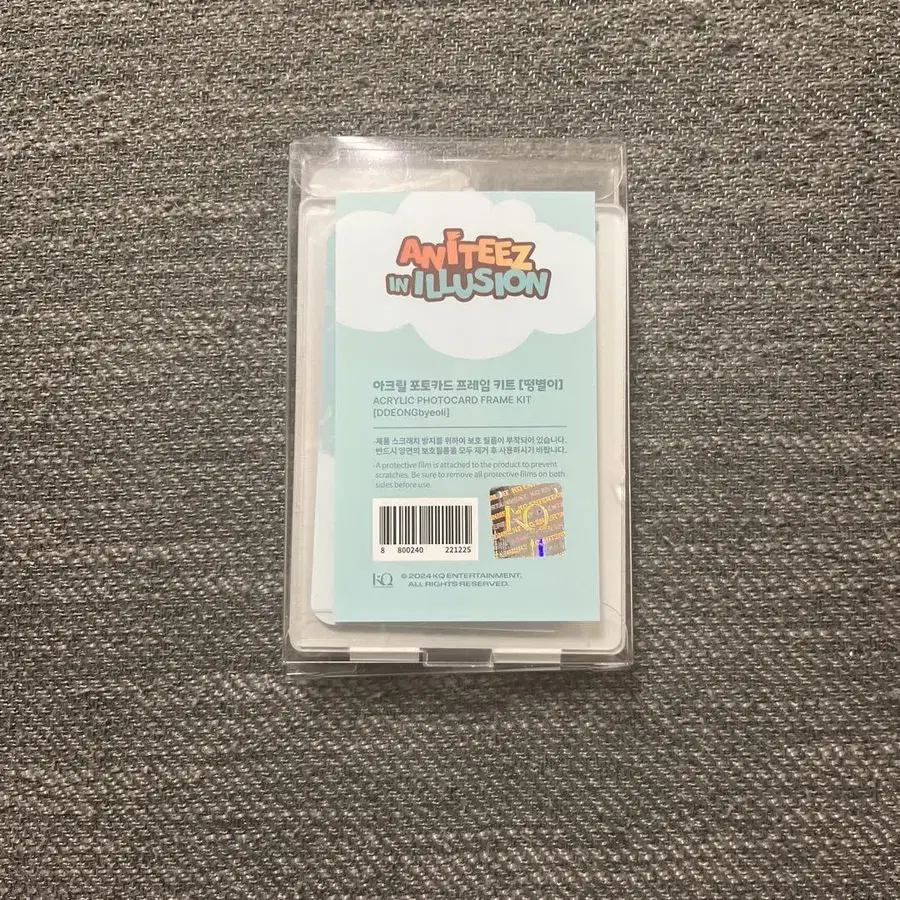 ANITEEZ
IN ILLUSION
아크릴 포토카드 프레임 키트 [떵별이]
ACRYLIC PHOTOCARD FRAME KIT
[DDEONGbyeoli]
·제품 스크래치 방지를 위하여 보호 필름이 부착되어 있습니다.
반드시 양면의 보호필름을 모두 제거 후 사용하시기 바랍니다.
·A protective film is attached to the product to prevent
scratches. Be sure to remove all protective films on both
sides before use.
KQ
8 800240 221225
KQ © 2024 KQ ENTERTAINMENT.
ALL RIGHTS RESERVED.